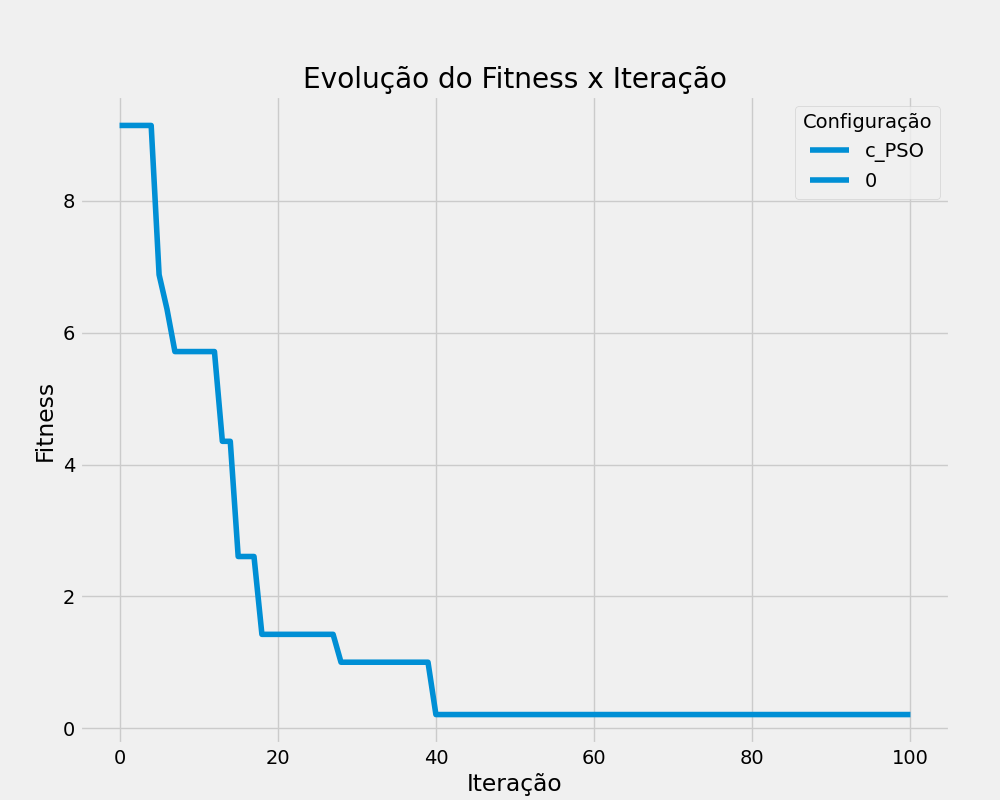 Evolução do Fitness x Iteração
Configuração
c_PSO
0
Fitness
8
6
4
2
0
0 20 40 60 80 100
Iteração